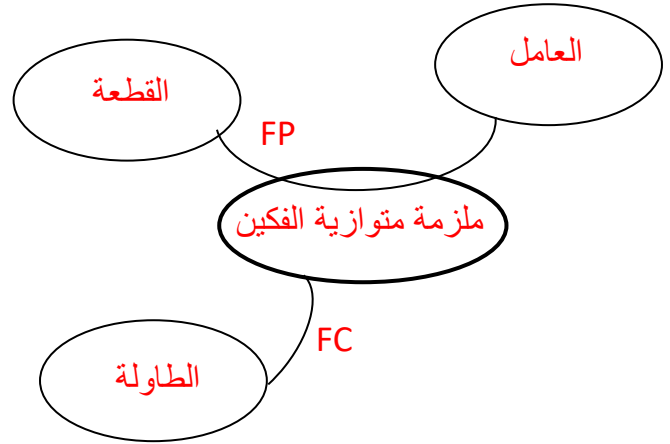 العامل
القطعة
FP
ملزمة متوازية الفكين
FC
الطاولة